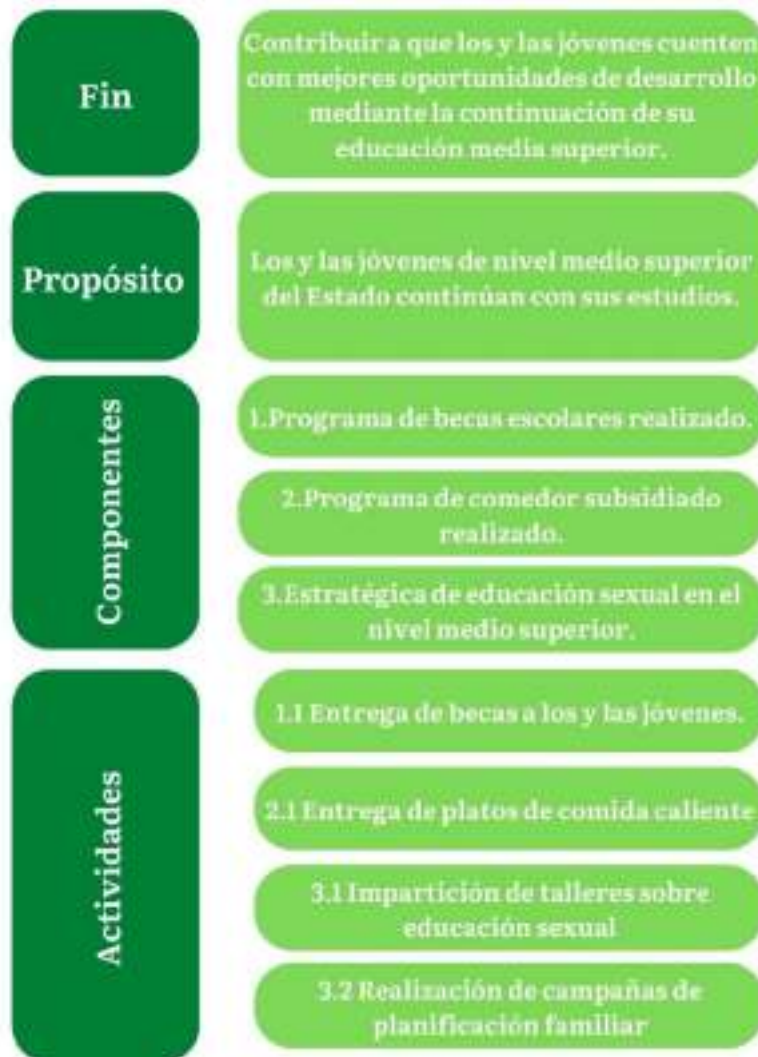 Fin
Contribuir a que los y las jóvenes cuenten
con mejores oportunidades de desarrollo
mediante la continuación de su
educación media superior.
Propósito
Los y las jóvenes de nivel medio superior
del Estado continúan con sus estudios.
Componentes
1.Programa de becas escolares realizado.
2.Programa de comedor subsidiado
realizado.
3.Estratégica de educación sexual en el
nivel medio superior.
Actividades
1.1 Entrega de becas a los y las jóvenes.
2.1 Entrega de platos de comida caliente
3.1 Impartición de talleres sobre
educación sexual
3.2 Realización de campañas de
planificación familiar